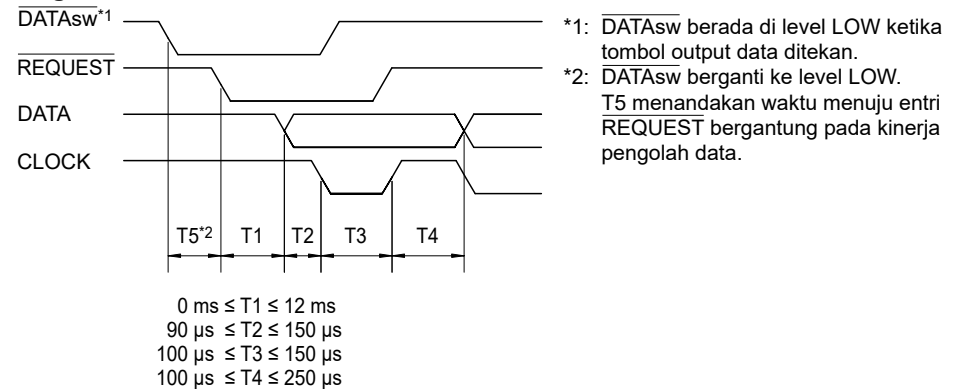 DATAsw*1
REQUEST
DATA
CLOCK
T5*2 T1 T2 T3 T4
0 ms ≤ T1 ≤ 12 ms
90 μs ≤ T2 ≤ 150 μs
100 μs ≤ T3 ≤ 150 μs
100 μs ≤ T4 ≤ 250 μs
*1: DATAsw berada di level LOW ketika
tombol output data ditekan.
*2: DATAsw berganti ke level LOW.
T5 menandakan waktu menuju entri
REQUEST bergantung pada kinerja
pengolah data.